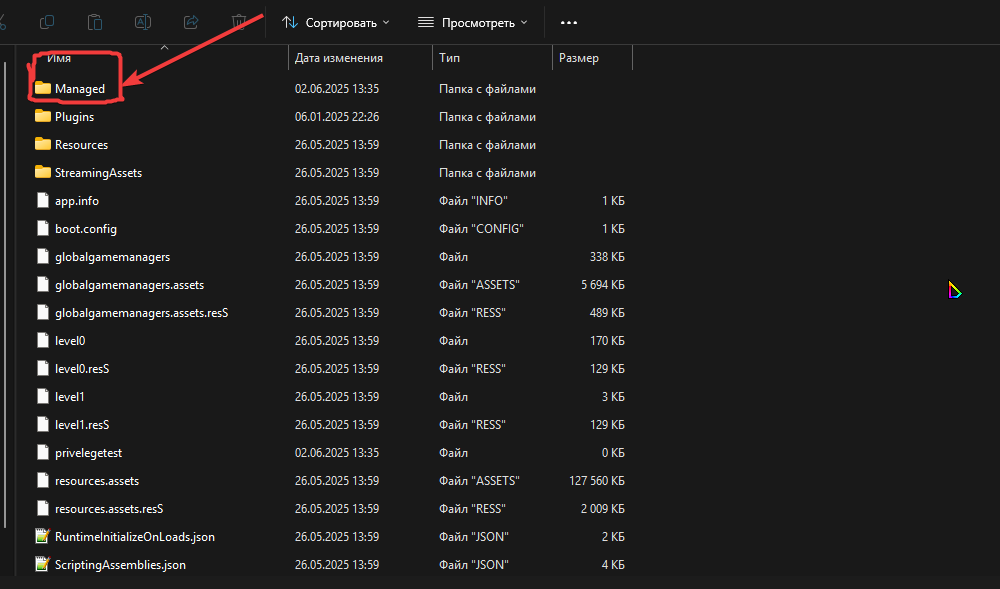 Сортировать Просмотреть
Имя Дата изменения Тип Размер
Managed 02.06.2025 13:35 Папка с файлами
Plugins 06.01.2025 22:26 Папка с файлами
Resources 26.05.2025 13:59 Папка с файлами
StreamingAssets 26.05.2025 13:59 Папка с файлами
app.info 26.05.2025 13:59 Файл "INFO" 1 КБ
boot.config 26.05.2025 13:59 Файл "CONFIG" 1 КБ
globalgamemanagers 26.05.2025 13:59 Файл 338 КБ
globalgamemanagers.assets 26.05.2025 13:59 Файл "ASSETS" 5 694 КБ
globalgamemanagers.assets.resS 26.05.2025 13:59 Файл "RESS" 489 КБ
level0 26.05.2025 13:59 Файл 170 КБ
level0.resS 26.05.2025 13:59 Файл "RESS" 129 КБ
level1 26.05.2025 13:59 Файл 3 КБ
level1.resS 26.05.2025 13:59 Файл "RESS" 129 КБ
privelegetest 02.06.2025 13:35 Файл 0 КБ
resources.assets 26.05.2025 13:59 Файл "ASSETS" 127 560 КБ
resources.assets.resS 26.05.2025 13:59 Файл "RESS" 2 009 КБ
RuntimeInitializeOnLoads.json 26.05.2025 13:59 Файл "JSON" 2 КБ
ScriptingAssemblies.json 26.05.2025 13:59 Файл "JSON" 4 КБ